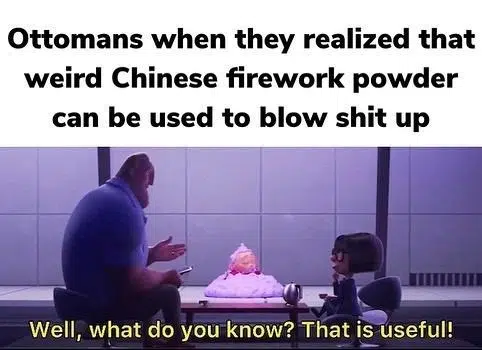 Ottomans when they realized that
weird Chinese firework powder
can be used to blow shit up
Well, what do you know? That is useful!